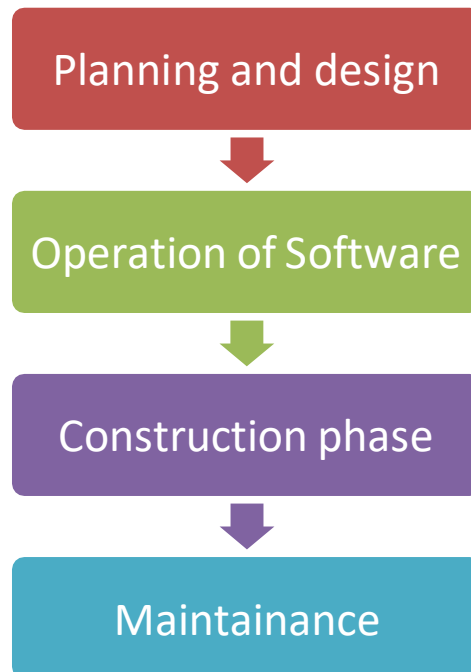 Planning and design
Operation of Software
Construction phase
Maintainance